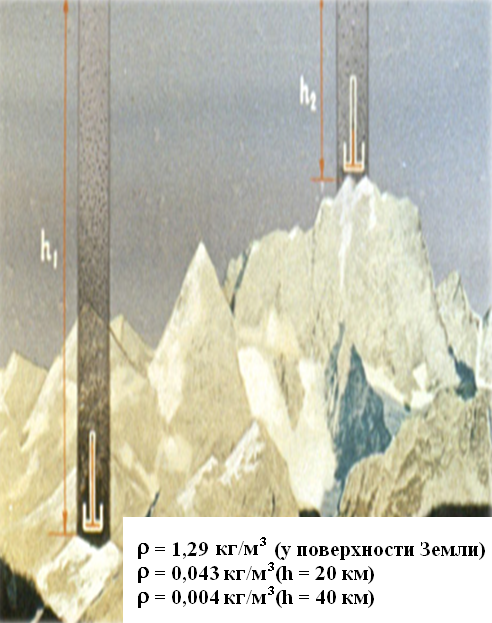 h₂
h₁
ρ = 1,29 кг/м³ (у поверхности Земли)
ρ = 0,043 кг/м³(h = 20 км)
ρ = 0,004 кг/м³(h = 40 км)